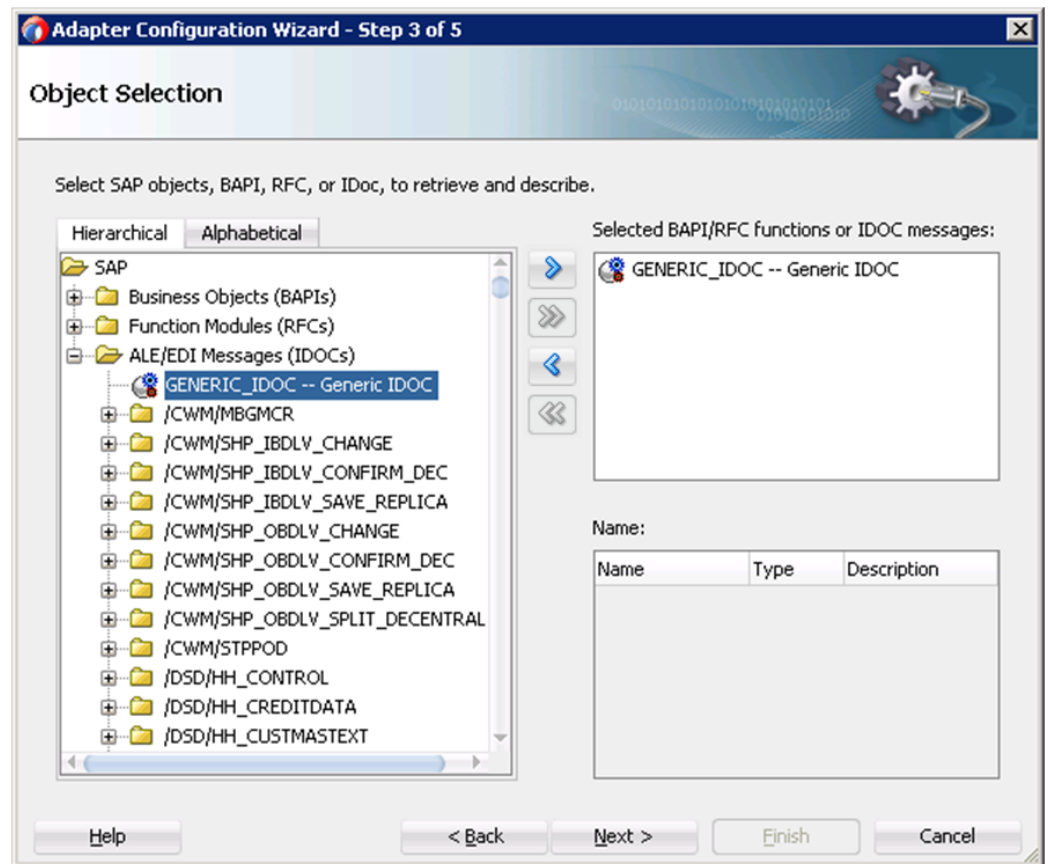 Adapter Configuration Wizard - Step 3 of 5
Object Selection
Select SAP objects, BAPI, RFC, or IDoc, to retrieve and describe.
Hierarchical Alphabetical
SAP
Business Objects (BAPIs)
Function Modules (RFCs)
ALE/EDI Messages (IDOCs)
GENERIC_IDOC -- Generic IDOC
/CWM/MBGMCR
/CWM/SHP_IBDLV_CHANGE
/CWM/SHP_IBDLV_CONFIRM_DEC
/CWM/SHP_IBDLV_SAVE_REPLICA
/CWM/SHP_OBDLV_CHANGE
/CWM/SHP_OBDLV_CONFIRM_DEC
/CWM/SHP_OBDLV_SAVE_REPLICA
/CWM/SHP_OBDLV_SPLIT_DECENTRAL
/CWM/STPPOD
/DSD/HH_CONTROL
/DSD/HH_CREDITDATA
/DSD/HH_CUSTMASTEXT
Selected BAPI/RFC functions or IDOC messages:
GENERIC_IDOC -- Generic IDOC
Name:
Name Type Description
Help < Back Next > Finish Cancel